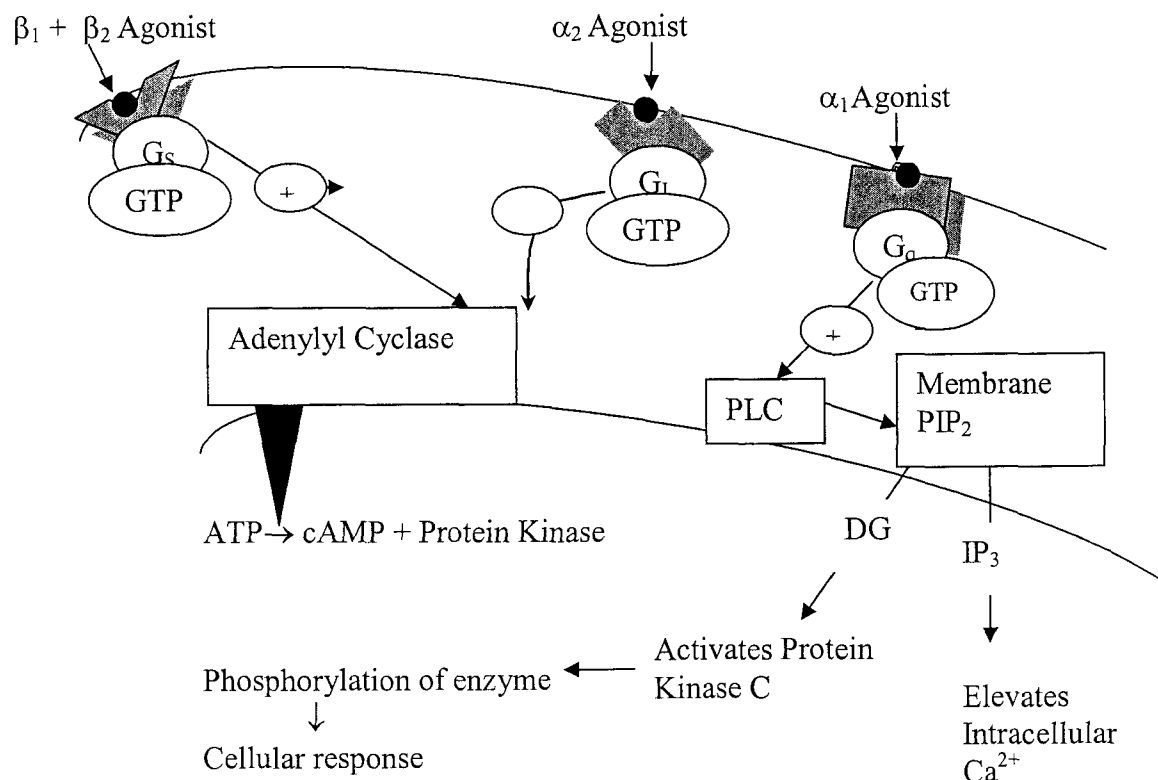 β₁ + β₂ Agonist
α₂ Agonist
α₁ Agonist
Gs
GTP
+
GI
GTP
Gq
GTP
+
Adenylyl Cyclase
PLC
Membrane
PIP₂
ATP → cAMP + Protein Kinase
DG
IP₃
Activates Protein
Kinase C
Phosphorylation of enzyme
↓
Cellular response
Elevates
Intracellular
Ca²⁺